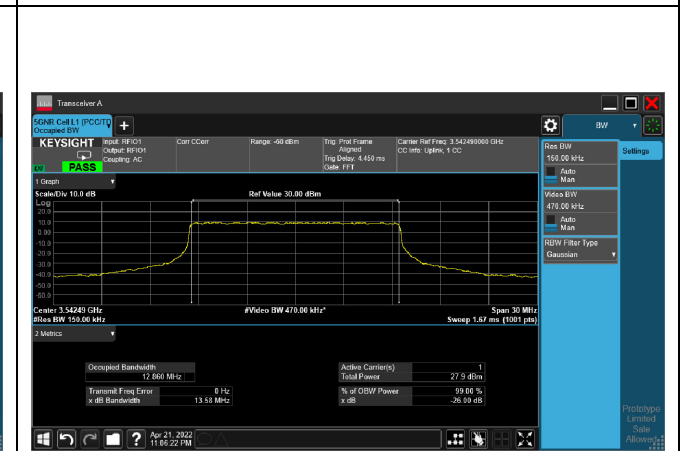 Transceiver A
5GNR Cell L1 (PCC/TD
Occupied BW
+
BW
KEYSIGHT
PASS
Input: RFIO1
Output: RFIO1
Coupling: AC
Corr CCorr
Range: -60 dBm
Trig: Prot Frame
Aligned
Trig Delay: 4.450 ms
Gate: FFT
Carrier Ref Freq: 3.542490000 GHz
CC Info: Uplink, 1 CC
Res BW
160.00 kHz
Auto
Man
Video BW
470.00 kHz
Auto
Man
RBW Filter Type
Gaussian
Settings
1 Graph
Scale/Div 10.0 dB
Ref Value 30.00 dBm
Log
20.0
10.0
0.00
-10.0
-20.0
-30.0
-40.0
-50.0
-60.0
Center 3.54249 GHz
#Video BW 470.00 kHz*
Span 30 MHz
#Res BW 150.00 kHz
Sweep 1.67 ms (1001 pts)
2 Metrics
Occupied Bandwidth
12.860 MHz
Transmit Freq Error 0 Hz
x dB Bandwidth 13.58 MHz
Active Carrier(s) 1
Total Power 27.9 dBm
% of OBW Power 99.00 %
x dB -26.00 dB
Prototype
Limited
Sale
Allowed
?
Apr 21, 2022
11:06:22 PM